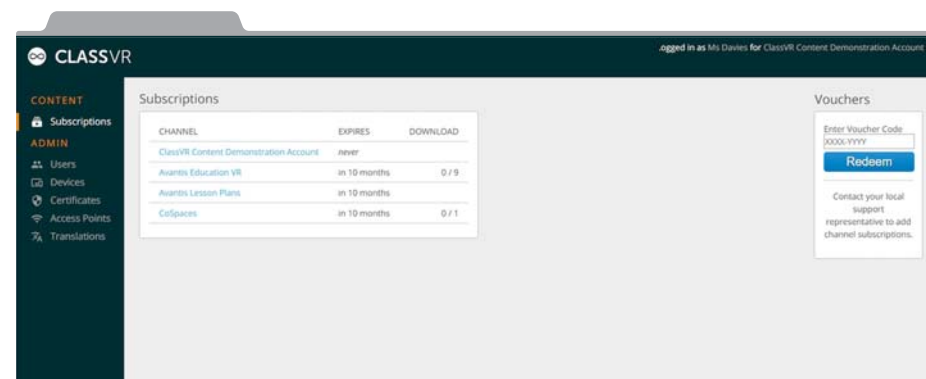 CLASSVR
.ogged in as Ms Davies for ClassVR Content Demonstration Account
CONTENT
Subscriptions
ADMIN
Users
Devices
Certificates
Access Points
Translations
Subscriptions
CHANNEL EXPIRES DOWNLOAD
ClassVR Content Demonstration Account never
Avantis Education VR in 10 months 0 / 9
Avantis Lesson Plans in 10 months
CoSpaces in 10 months 0 / 1
Vouchers
Enter Voucher Code
XXXX-YYYY
Redeem
Contact your local
support
representative to add
channel subscriptions.